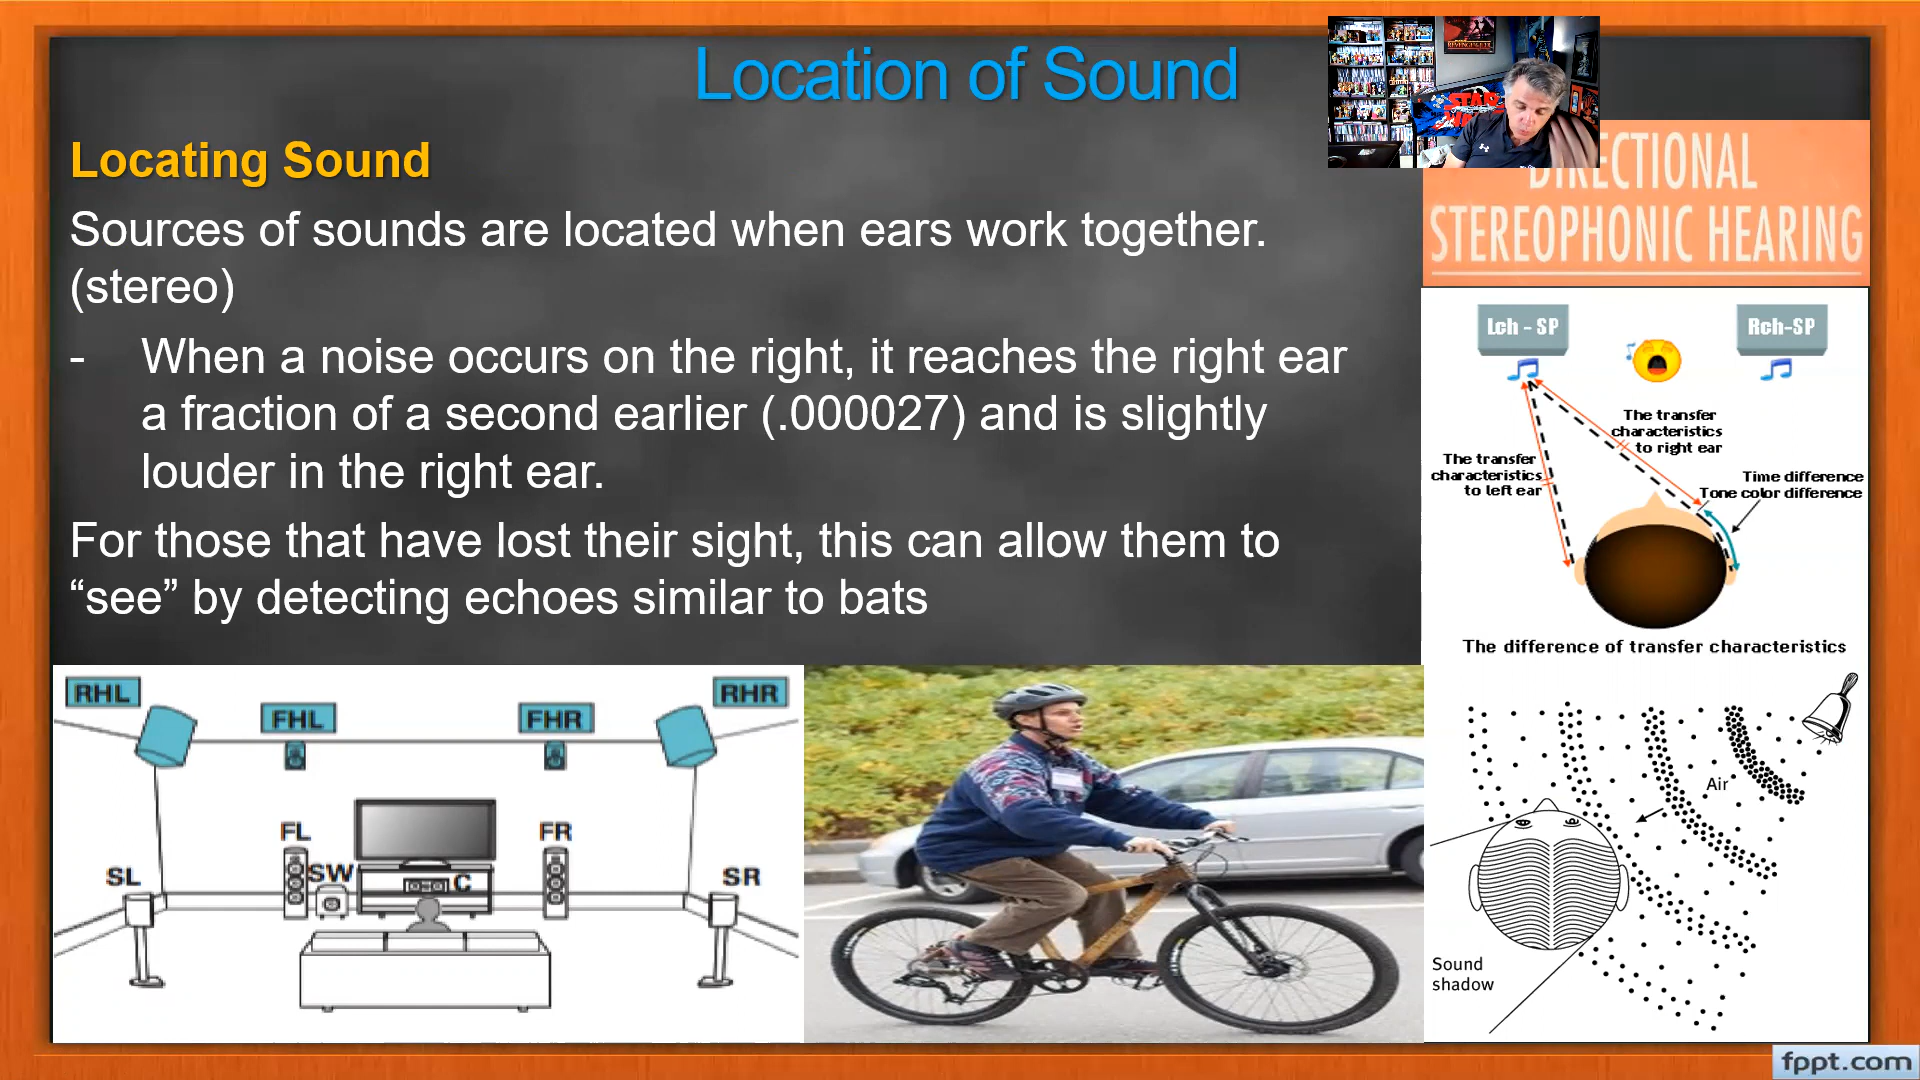 Location of Sound
Locating Sound
Sources of sounds are located when ears work together.
(stereo)
- When a noise occurs on the right, it reaches the right ear
a fraction of a second earlier (.000027) and is slightly
louder in the right ear.
For those that have lost their sight, this can allow them to
“see” by detecting echoes similar to bats
DIRECTIONAL
STEREOPHONIC HEARING
Lch - SP
Rch-SP
The transfer
characteristics
to right ear
The transfer
characteristics
to left ear
Time difference
Tone color difference
The difference of transfer characteristics
RHL
RHR
FHL
FHR
FL
FR
SW
C
SL
SR
Air
Sound
shadow
STAR
fppt.com